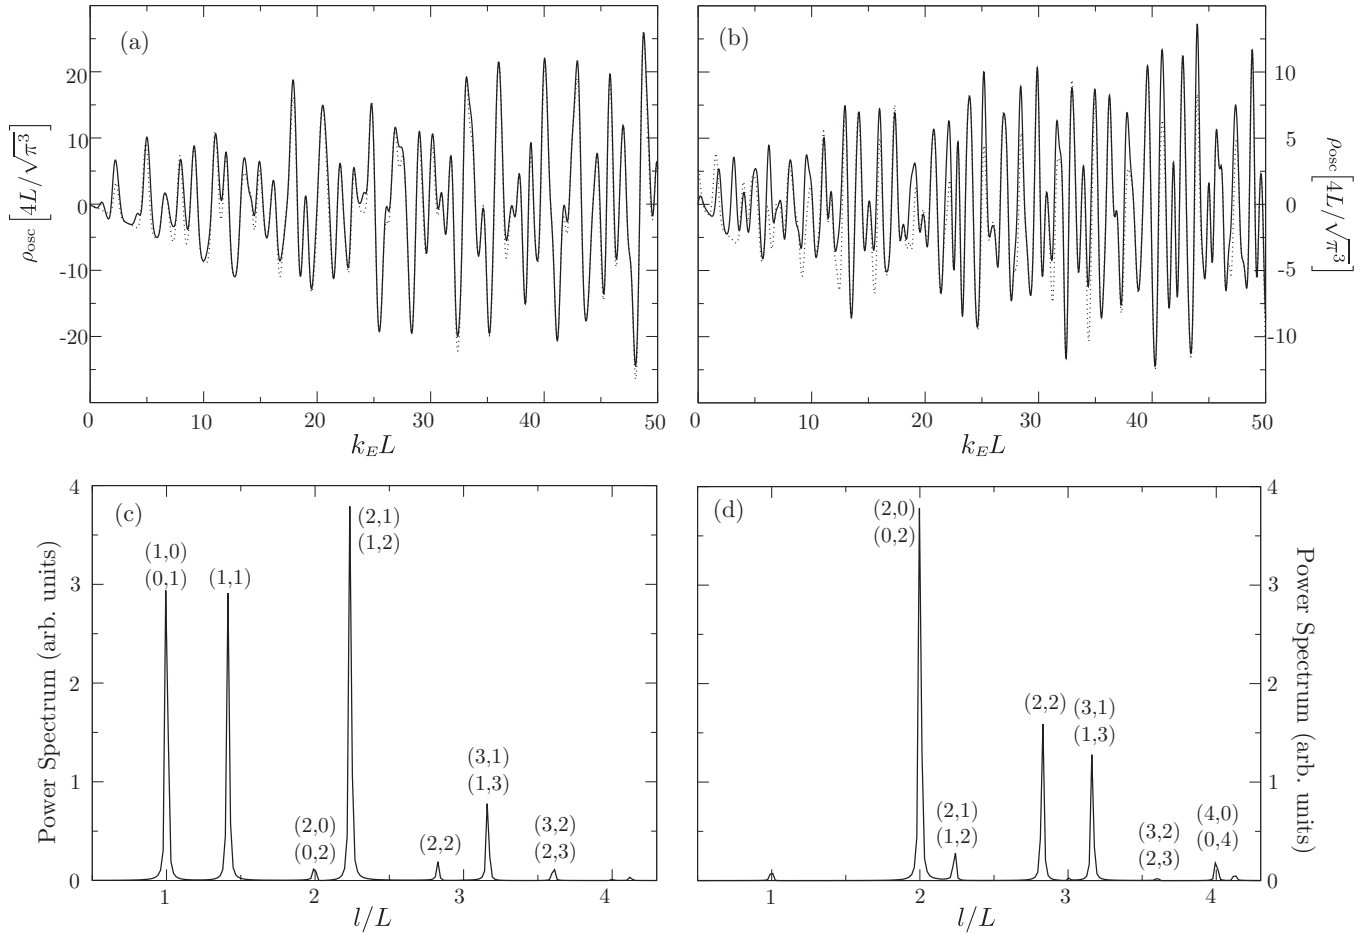 (a)
20
10
0
-10
-20
ρosc [4L/√π³]
0 10 20 30 40 50
k_E L
(b)
10
5
0
-5
-10
ρosc [4L/√π³]
0 10 20 30 40 50
k_E L
(c)
4
3
2
1
0
Power Spectrum (arb. units)
(1,0)
(0,1)
(1,1)
(2,0)
(0,2)
(2,1)
(1,2)
(2,2)
(3,1)
(1,3)
(3,2)
(2,3)
1 2 3 4
l/L
(d)
4
3
2
1
0
Power Spectrum (arb. units)
(2,0)
(0,2)
(2,1)
(1,2)
(2,2)
(3,1)
(1,3)
(3,2)
(2,3)
(4,0)
(0,4)
1 2 3 4
l/L